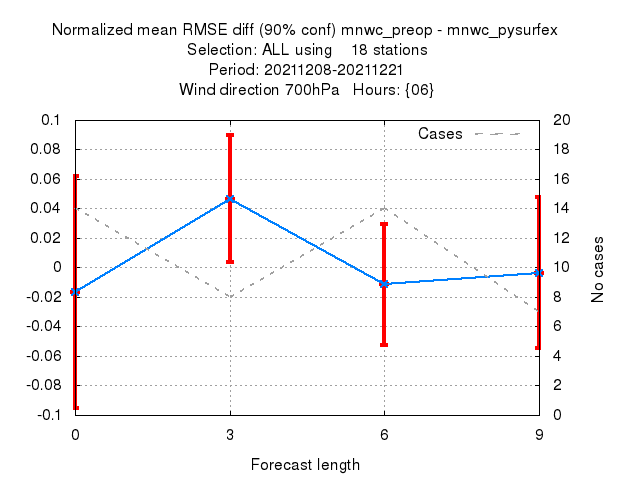 Normalized mean RMSE diff (90% conf) mnwc_preop - mnwc_pysurfex
Selection: ALL using    18 stations
Period: 20211208-20211221
Wind direction 700hPa   Hours: {06}
Cases
0.1
0.08
0.06
0.04
0.02
0
-0.02
-0.04
-0.06
-0.08
-0.1
20
18
16
14
12
10
8
6
4
2
0
No cases
0 3 6 9
Forecast length